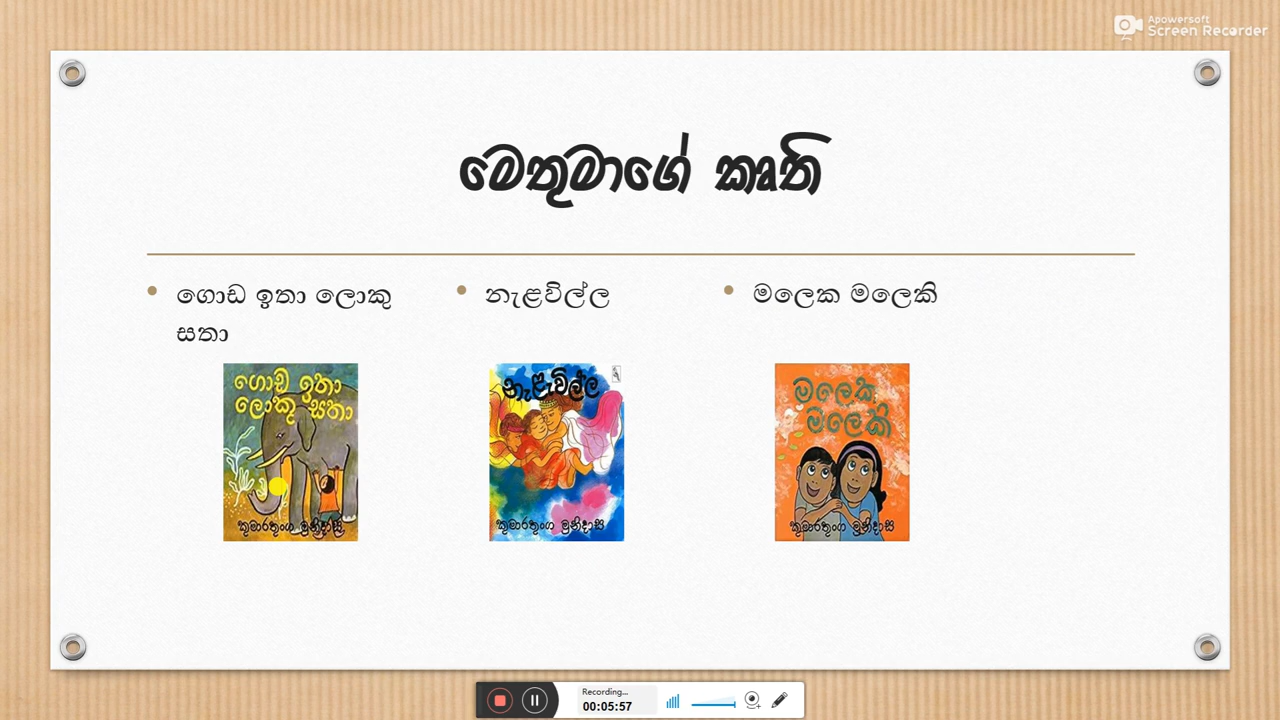 Apowersoft
Screen Recorder
මෙතුමාගේ කෘති
ගොඩ ඉතා ලොකු
සතා
නැළවිල්ල
මලෙක මලෙකි
ගොඩ ඉතා
ලොකු සතා
කුමාරතුංග මුනිදාස
නැළැවිල්ල
කුමාරතුංග මුනිදාස
මලෙක
මලෙකි
කුමාරතුංග මුනිදාස
Recording...
00:05:57